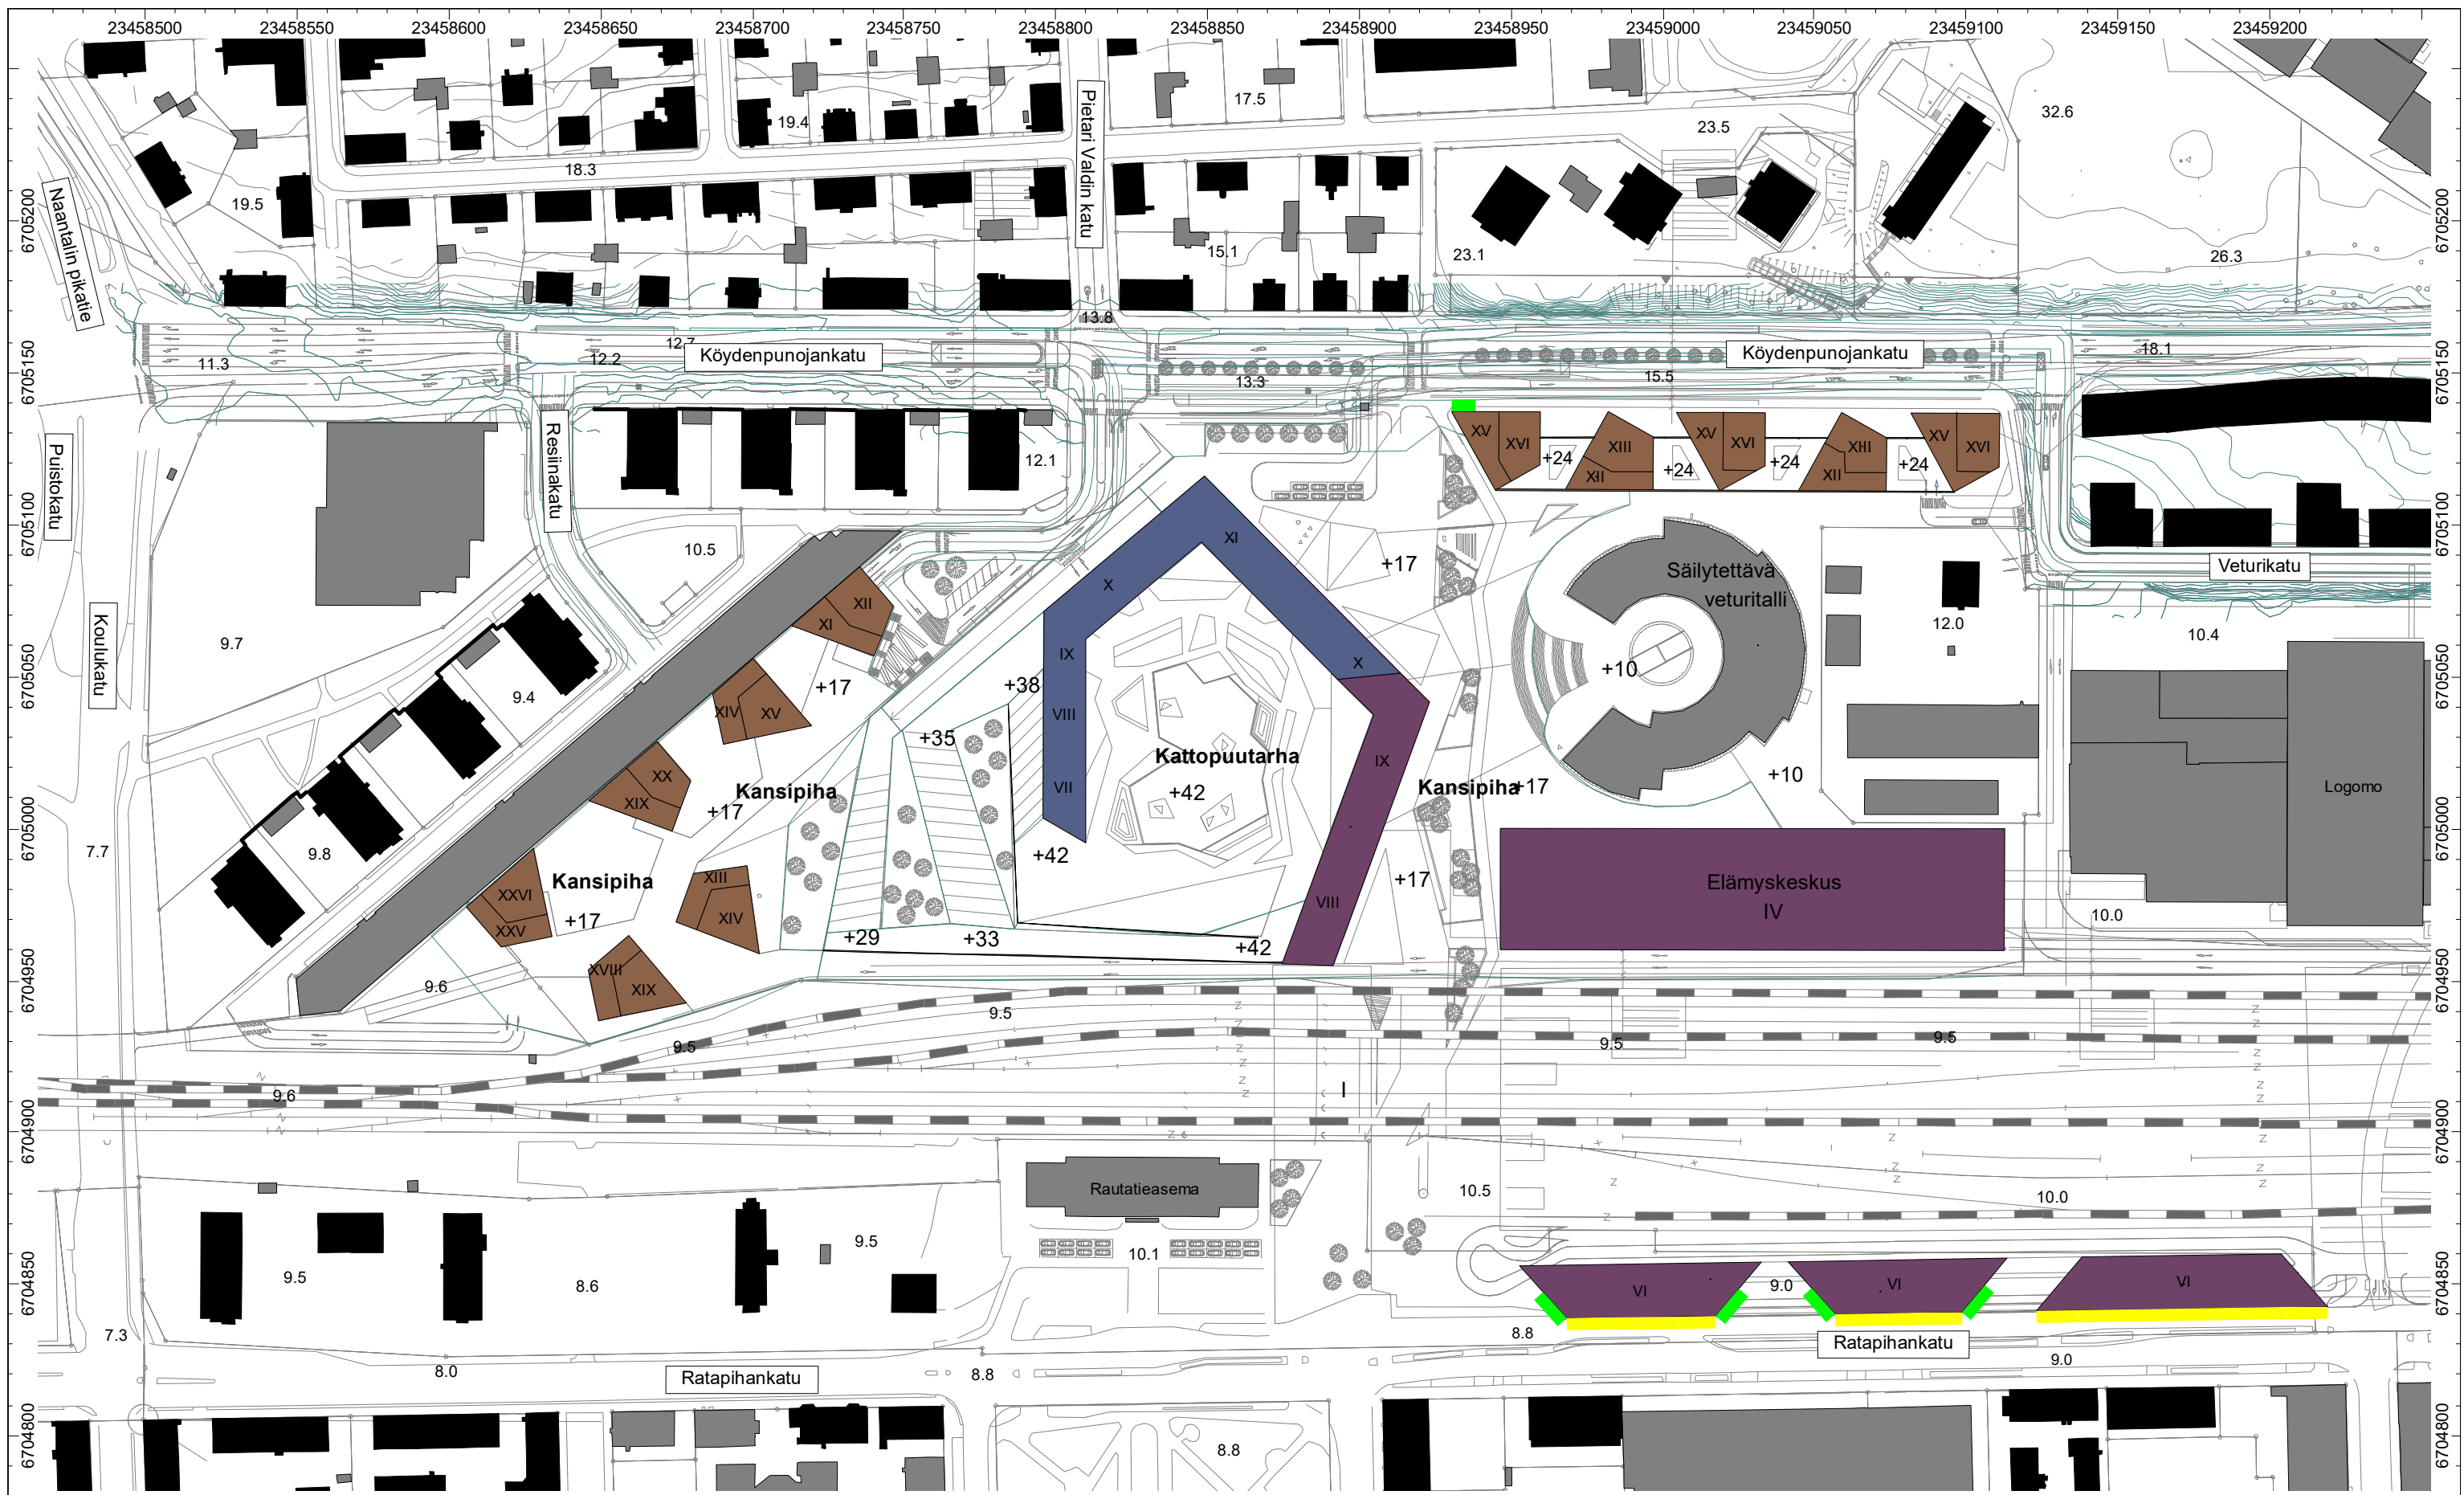 23458500 23458550 23458600 23458650 23458700 23458750 23458800 23458850 23458900 23458950 23459000 23459050 23459100 23459150 23459200
17.5
32.6
19.4
23.5
18.3
Pietari Valdin katu
19.5
Naantalin pikatie
6705200
6705200
15.1
23.1
26.3
13.8
12.7
12.2
Köydenpunojankatu
Köydenpunojankatu
18.1
11.3
13.3
15.5
6705150
6705150
XV
XVI
XIII
XV
XVI
XIII
XV
XVI
Puistokatu
Resiinakatu
12.1
+24
XII
+24
+24
XII
+24
6705100
6705100
10.5
XI
+17
Säilytettävä
veturitalli
Veturikatu
X
XII
XI
12.0
10.4
9.7
Koulukatu
IX
X
+10
6705050
6705050
9.4
+17
+38
XIV
XV
VIII
+35
Kattopuutarha
IX
+10
XX
XIX
Kansipiha
+17
VII
+42
Kansipiha
+17
Logomo
6705000
6705000
7.7
9.8
+42
Kansipiha
+17
XIII
XIV
XXVI
XXV
+17
VIII
Elämyskeskus
IV
10.0
+29
+33
+42
XVIII
XIX
9.6
6704950
6704950
9.5
9.5
9.5
9.5
9.6
I
6704900
6704900
Rautatieasema
10.5
10.0
9.5
10.1
9.5
8.6
VI
9.0
VI
VI
6704850
6704850
7.3
8.8
Ratapihankatu
8.0
Ratapihankatu
8.8
9.0
8.8
6704800
6704800